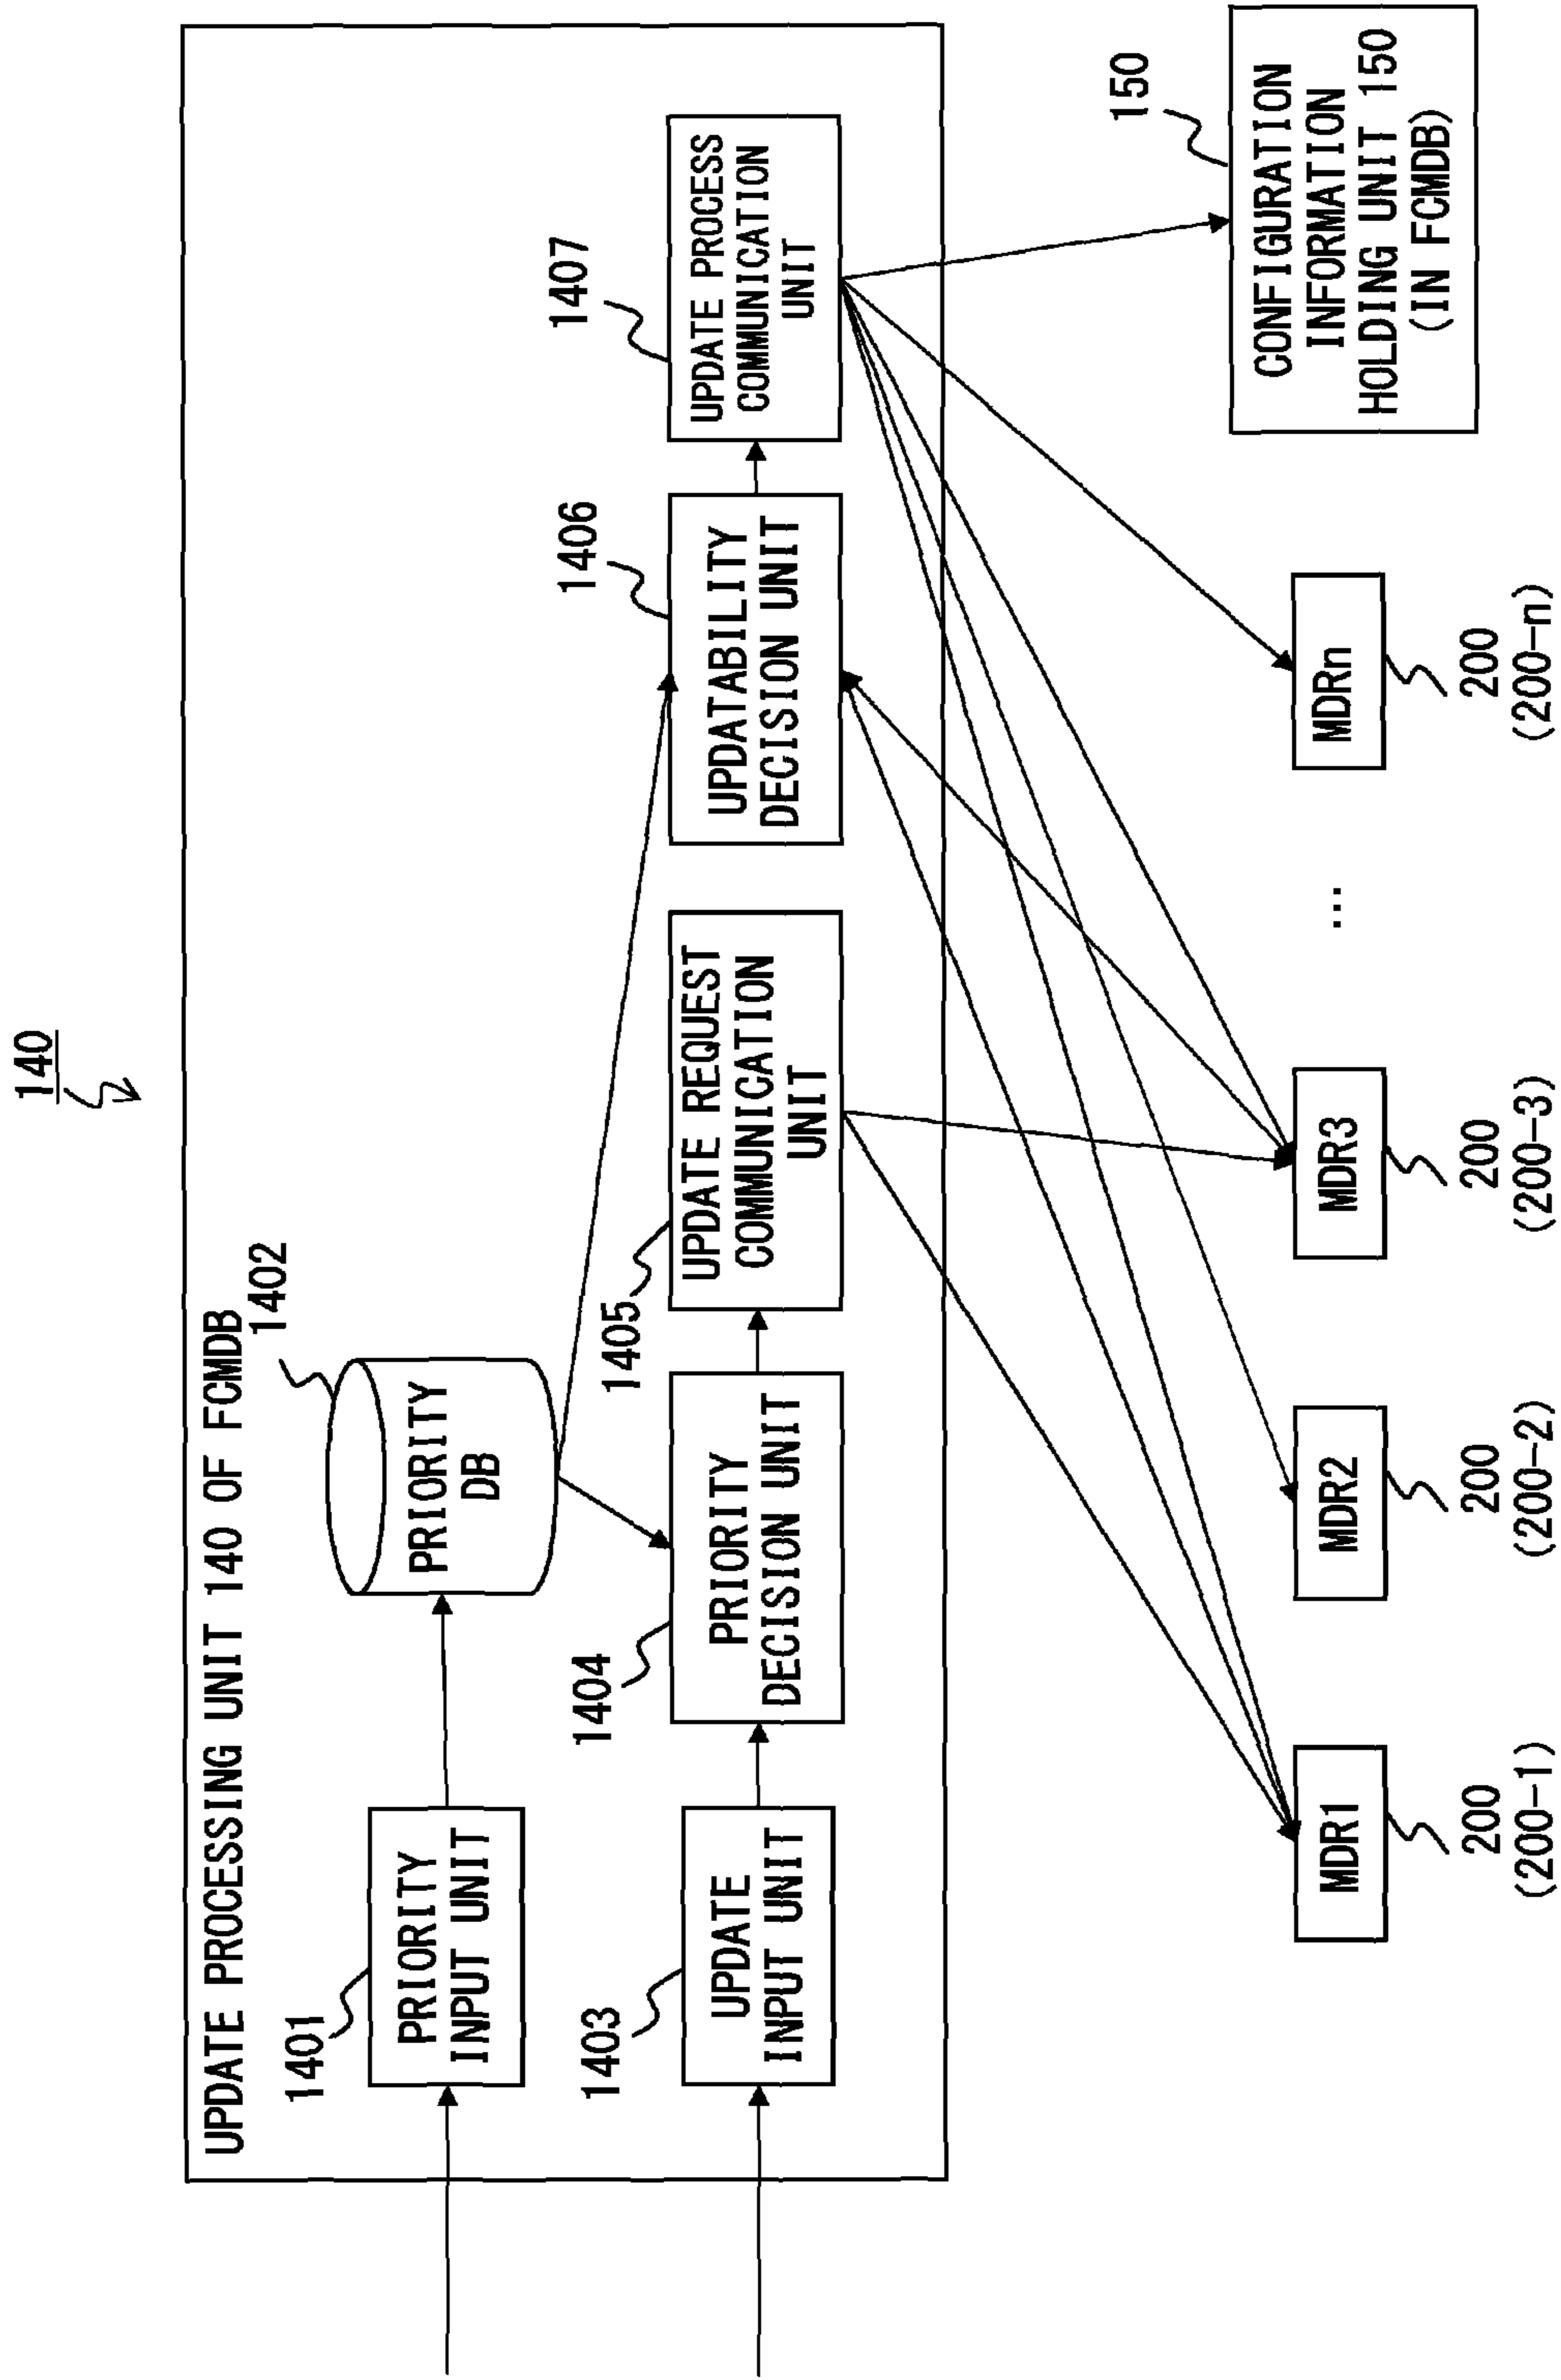 140
UPDATE PROCESSING UNIT 140 OF FCMDB
1401
PRIORITY
INPUT UNIT
1402
PRIORITY
DB
1403
UPDATE
INPUT UNIT
1404
PRIORITY
DECISION UNIT
1405
UPDATE REQUEST
COMMUNICATION
UNIT
1406
UPDATABILITY
DECISION UNIT
1407
UPDATE PROCESS
COMMUNICATION
UNIT
150
CONFIGURATION
INFORMATION
HOLDING UNIT 150
(IN FCMDB)
MDR1
200
(200-1)
MDR2
200
(200-2)
MDR3
200
(200-3)
...
MDRn
200
(200-n)